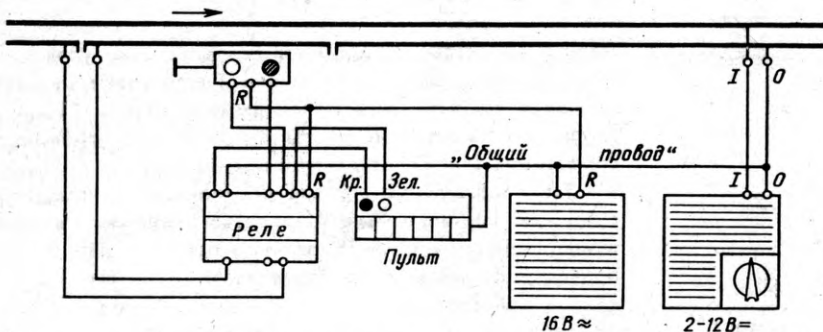 I O
R
„Общий провод“
R Кр. Зел. R I O
Реле
Пульт
16 В ≈ 2–12 В =